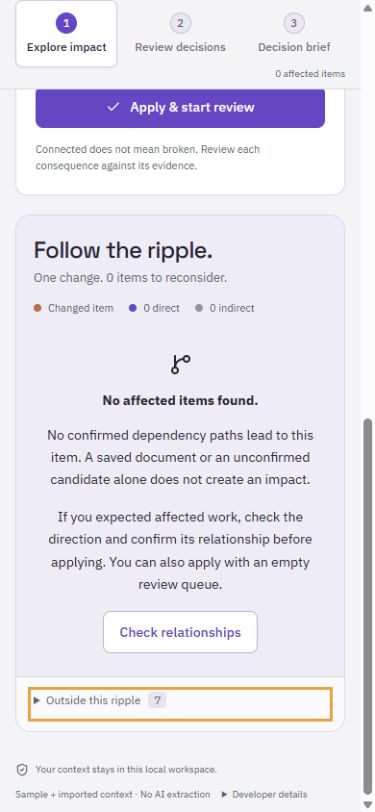 1
Explore impact
2
Review decisions
3
Decision brief
0 affected items
Apply & start review
Connected does not mean broken. Review each
consequence against its evidence.
Follow the ripple.
One change. 0 items to reconsider.
Changed item 0 direct 0 indirect
No affected items found.
No confirmed dependency paths lead to this
item. A saved document or an unconfirmed
candidate alone does not create an impact.
If you expected affected work, check the
direction and confirm its relationship before
applying. You can also apply with an empty
review queue.
Check relationships
Outside this ripple 7
Your context stays in this local workspace.
Sample + imported context · No AI extraction Developer details